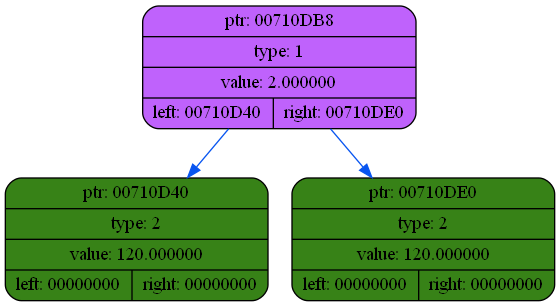 ptr: 00710DB8
type: 1
value: 2.000000
left: 00710D40 right: 00710DE0
ptr: 00710D40
type: 2
value: 120.000000
left: 00000000 right: 00000000
ptr: 00710DE0
type: 2
value: 120.000000
left: 00000000 right: 00000000